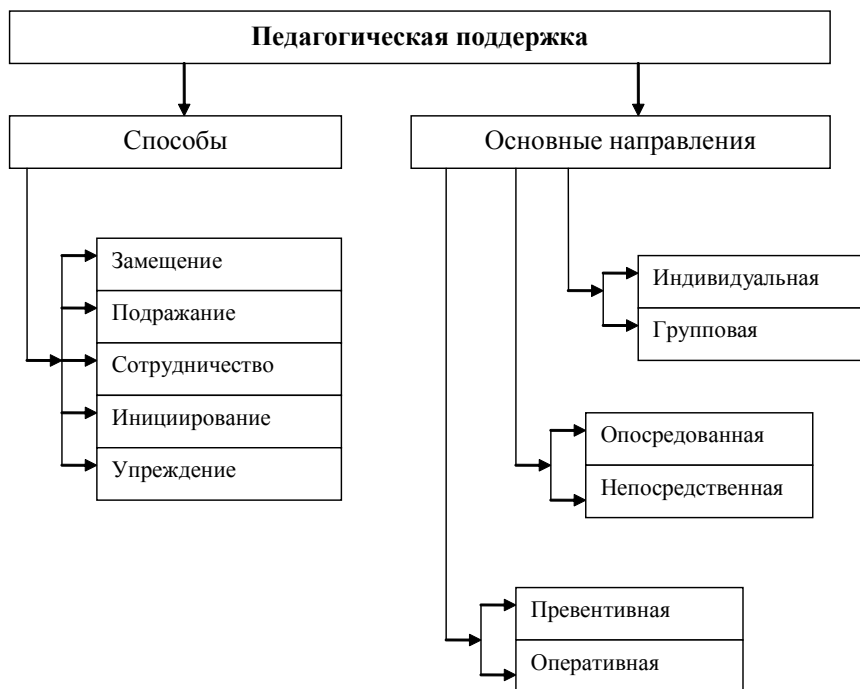 Педагогическая поддержка
Способы
Основные направления
Замещение
Подражание
Сотрудничество
Инициирование
Упреждение
Индивидуальная
Групповая
Опосредованная
Непосредственная
Превентивная
Оперативная